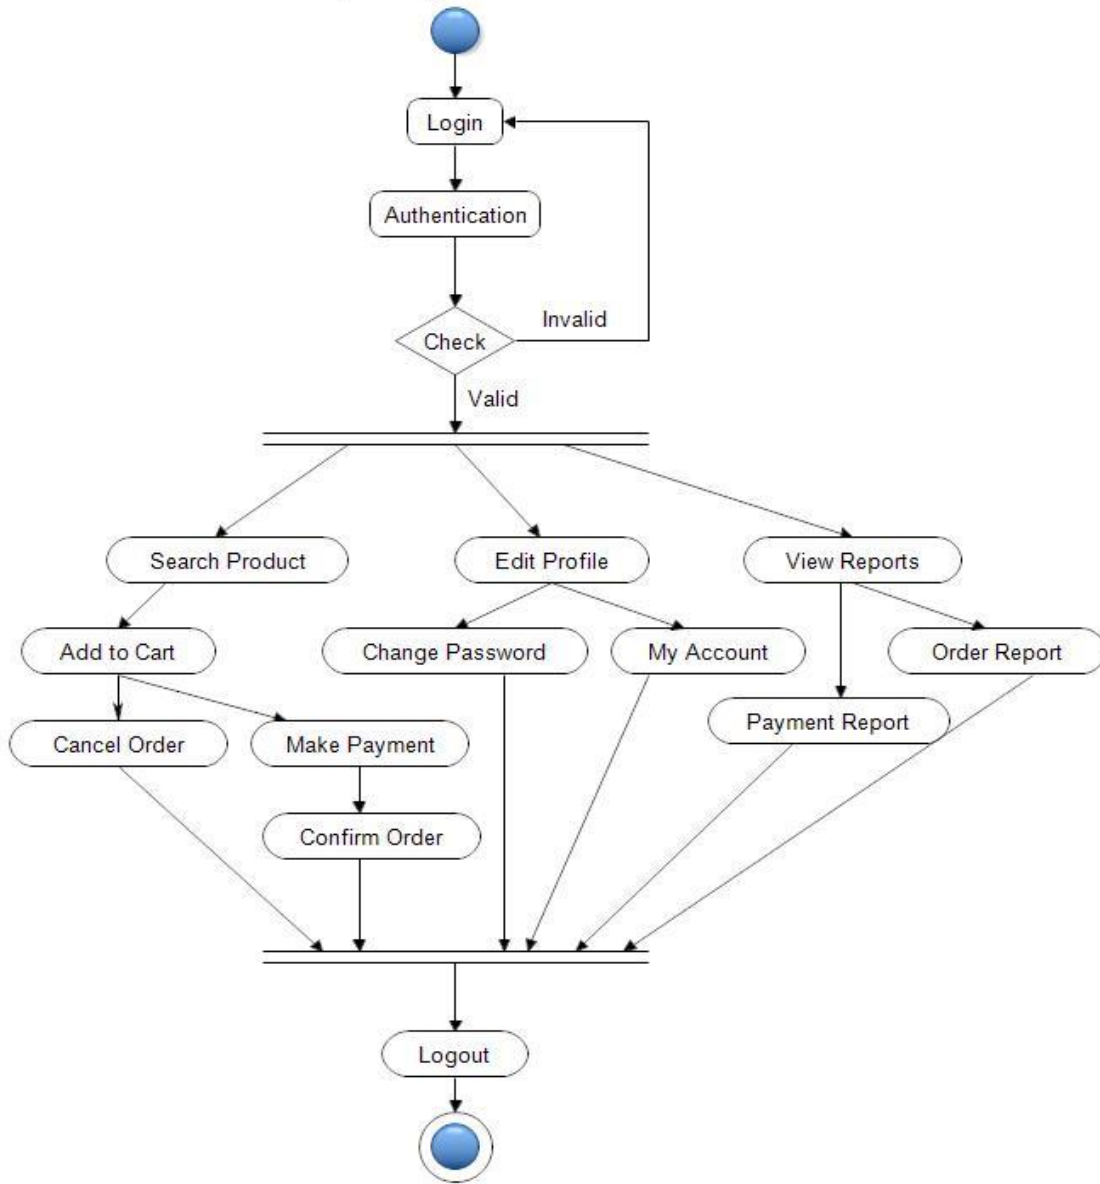 Login
Authentication
Check
Invalid
Valid
Search Product
Edit Profile
View Reports
Add to Cart
Change Password
My Account
Order Report
Payment Report
Cancel Order
Make Payment
Confirm Order
Logout